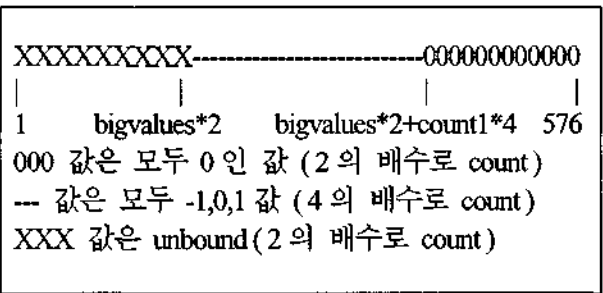 XXXXXXXXX-------------------------000000000000
| | | |
1 bigvalues*2 bigvalues*2+count1*4 576
000 값은 모두 0 인 값 (2 의 배수로 count)
--- 값은 모두 -1,0,1 값 (4 의 배수로 count)
XXX 값은 unbound(2 의 배수로 count)